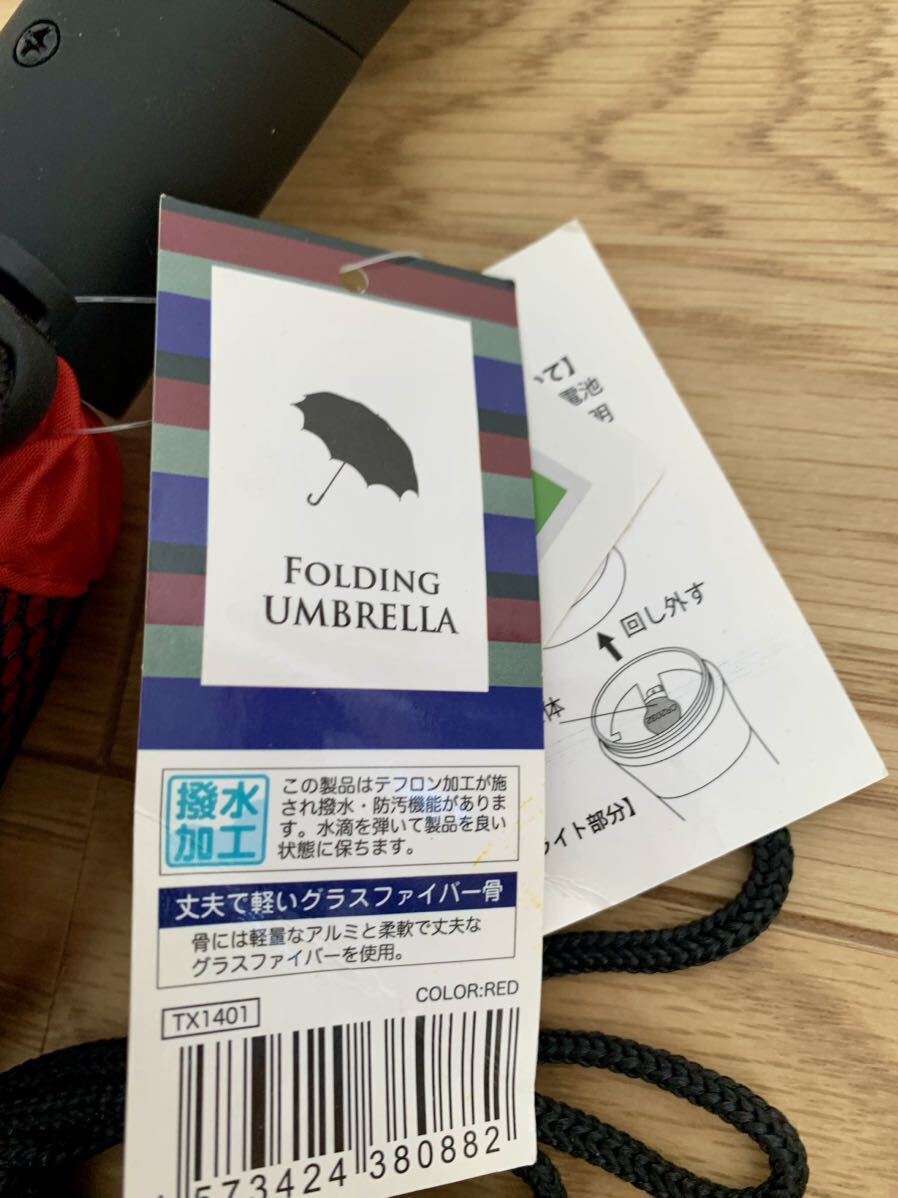 FOLDING
UMBRELLA
撥水
加工
この製品はテフロン加工が施
され撥水・防汚機能がありま
す。水滴を弾いて製品を良い
状態に保ちます。
丈夫で軽いグラスファイバー骨
骨には軽量なアルミと柔軟で丈夫な
グラスファイバーを使用。
COLOR:RED
TX1401
573424 380882
いて】
電池
明
回し外す
体
イト部分】